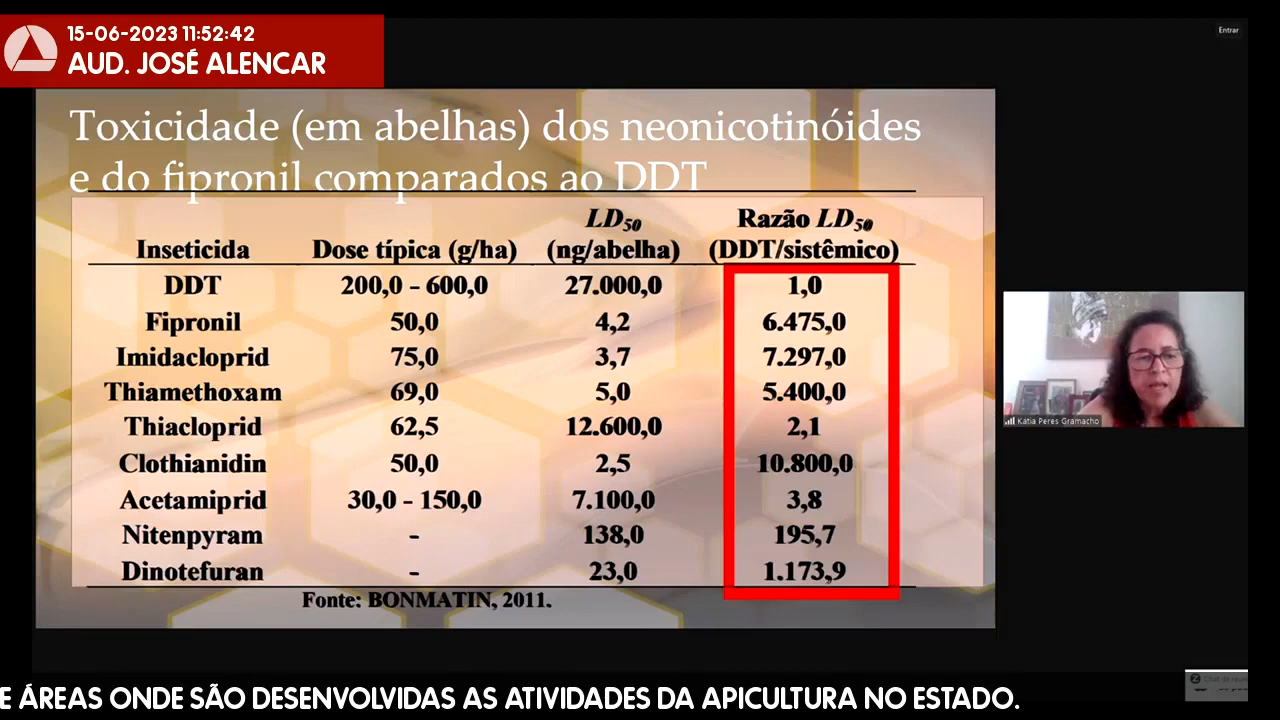 15-06-2023 11:52:42
AUD. JOSÉ ALENCAR
Entrar
Toxicidade (em abelhas) dos neonicotinóides
e do fipronil comparados ao DDT
Inseticida Dose típica (g/ha) LD50 (ng/abelha) Razão LD50 (DDT/sistêmico)
DDT 200,0 – 600,0 27.000,0 1,0
Fipronil 50,0 4,2 6.475,0
Imidacloprid 75,0 3,7 7.297,0
Thiamethoxam 69,0 5,0 5.400,0
Thiacloprid 62,5 12.600,0 2,1
Clothianidin 50,0 2,5 10.800,0
Acetamiprid 30,0 – 150,0 7.100,0 3,8
Nitenpyram – 138,0 195,7
Dinotefuran – 23,0 1.173,9
Fonte: BONMATIN, 2011.
Kátia Peres Gramacho
E ÁREAS ONDE SÃO DESENVOLVIDAS AS ATIVIDADES DA APICULTURA NO ESTADO.